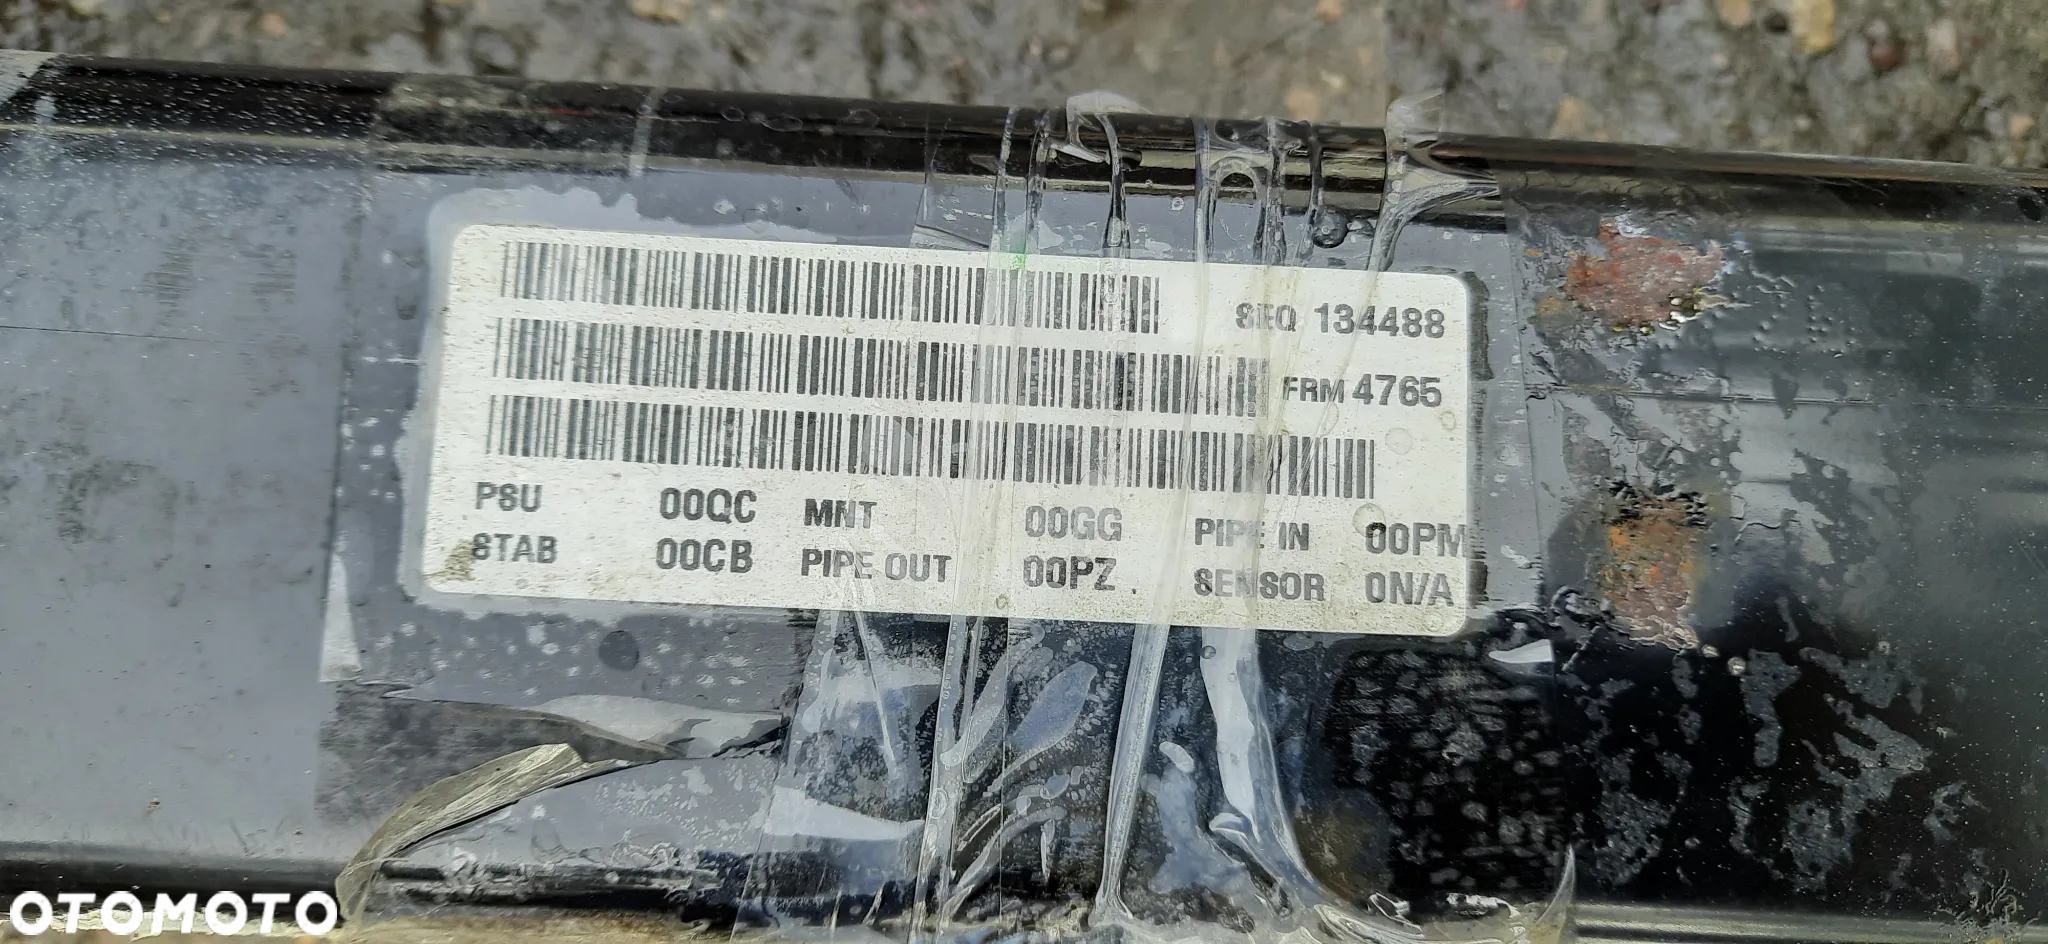 SEQ 134488
FRM 4765
PSU 00QC MNT 00GG PIPE IN 00PM
STAB 00CB PIPE OUT 00PZ SENSOR 0N/A
OTOMOTO